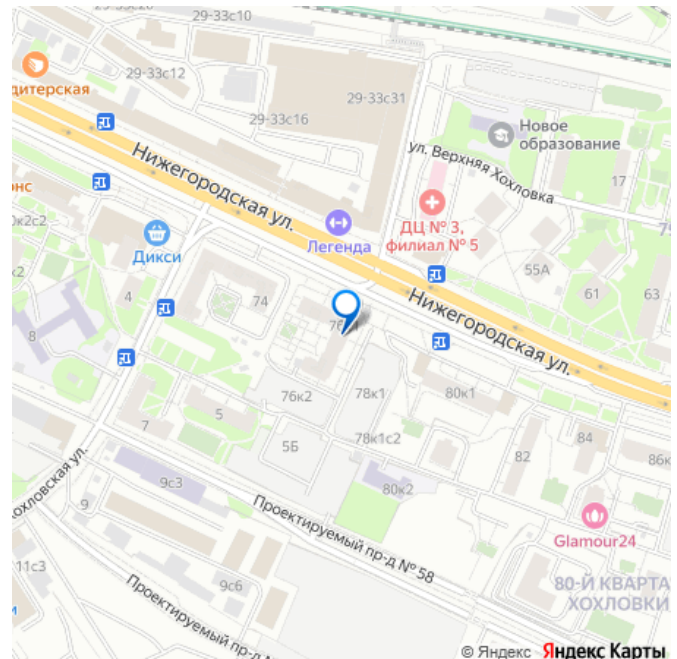 29-33с10
29-33с12
29-33с31
29-33с16
дитерская
Новое
образование
ул. Верхняя Хохловка
17
Нижегородская ул.
ДЦ № 3,
филиал № 5
Легенда
Дикси
55А
61
63
4
74
8
Нижегородская ул.
76к2
78к1
80к1
5
7
78к1с2
5Б
84
86к
82
9с3
80к2
9
Проектируемый пр-д № 58
Glamour24
11с3
9с6
80-Й КВАРТА
ХОХЛОВКИ
Проектируемый пр-д №
© Яндекс Яндекс Карты